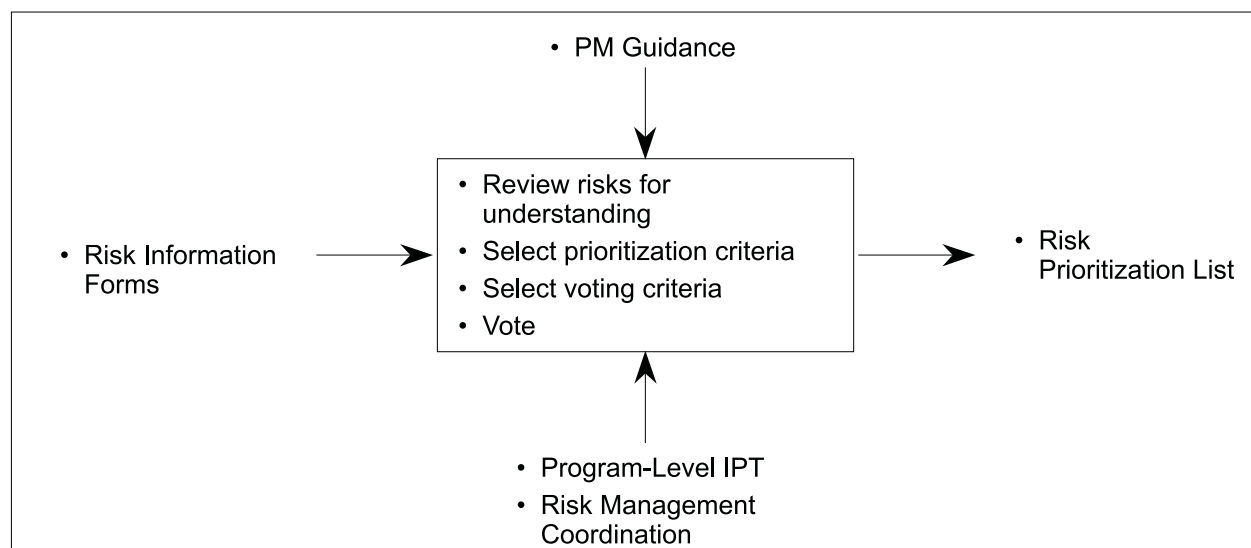 • PM Guidance
• Review risks for
understanding
• Select prioritization criteria
• Select voting criteria
• Vote
• Risk Information
Forms
• Risk
Prioritization List
• Program-Level IPT
• Risk Management
Coordination